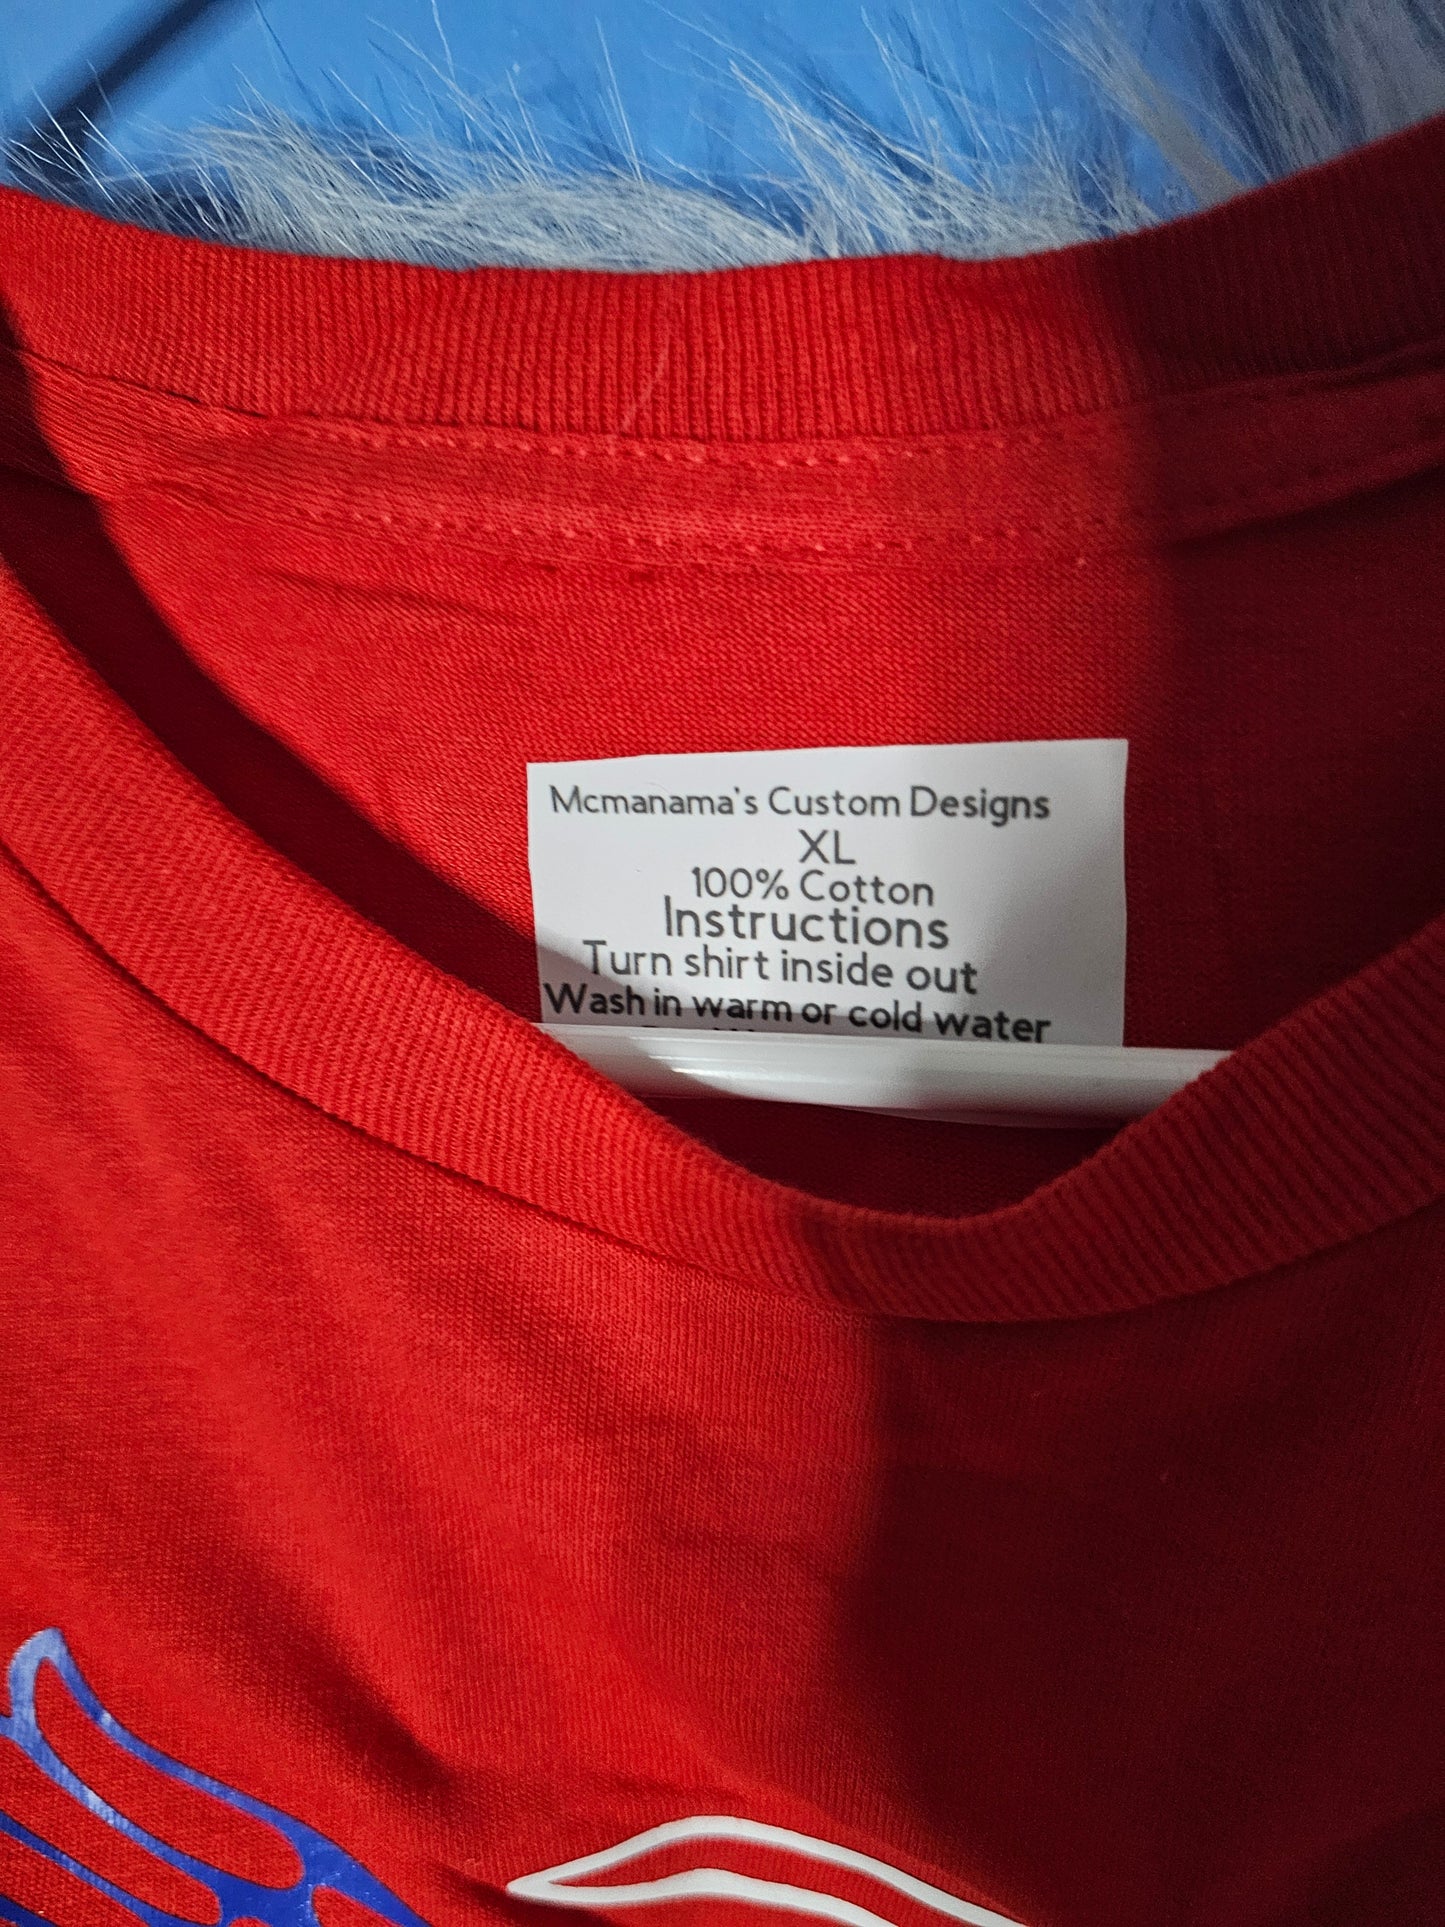 Mcmanama's Custom Designs
XL
100% Cotton
Instructions
Turn shirt inside out
Wash in warm or cold water